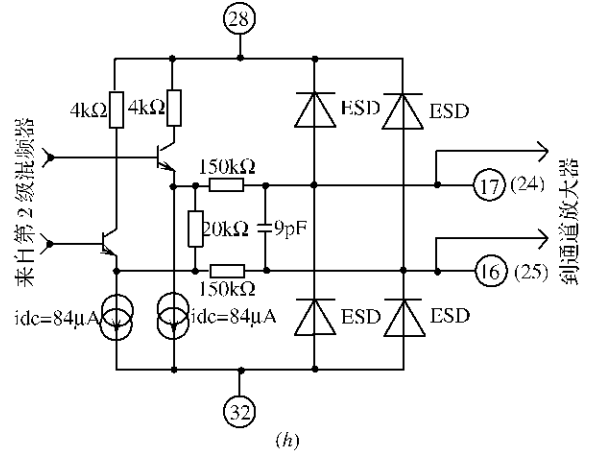 28
4kΩ
4kΩ
ESD
ESD
来自第2级混频器
150kΩ
17 (24)
20kΩ
9pF
到通道放大器
16 (25)
150kΩ
idc=84μA
idc=84μA
ESD
ESD
32
(h)